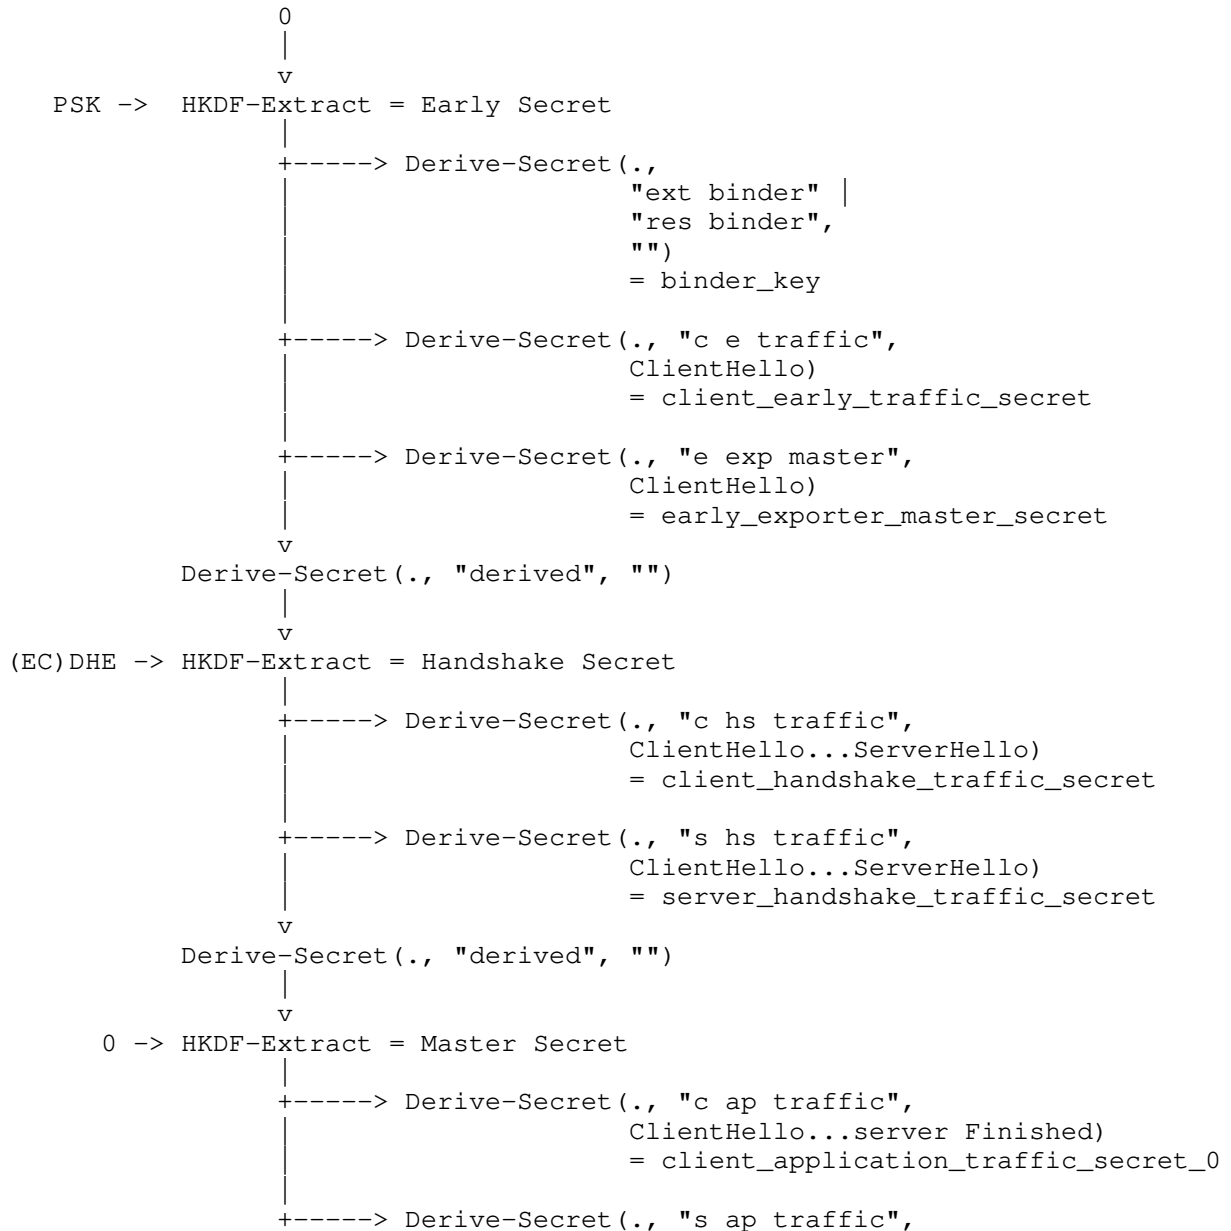 0
|
v
PSK ->  HKDF-Extract = Early Secret
|
+-----> Derive-Secret(.,
|                     "ext binder" |
|                     "res binder",
|                     "")
|                     = binder_key
|
+-----> Derive-Secret(., "c e traffic",
|                     ClientHello)
|                     = client_early_traffic_secret
|
+-----> Derive-Secret(., "e exp master",
|                     ClientHello)
|                     = early_exporter_master_secret
v
Derive-Secret(., "derived", "")
|
v
(EC)DHE -> HKDF-Extract = Handshake Secret
|
+-----> Derive-Secret(., "c hs traffic",
|                     ClientHello...ServerHello)
|                     = client_handshake_traffic_secret
|
+-----> Derive-Secret(., "s hs traffic",
|                     ClientHello...ServerHello)
|                     = server_handshake_traffic_secret
v
Derive-Secret(., "derived", "")
|
v
0 -> HKDF-Extract = Master Secret
|
+-----> Derive-Secret(., "c ap traffic",
|                     ClientHello...server Finished)
|                     = client_application_traffic_secret_0
|
+-----> Derive-Secret(., "s ap traffic",